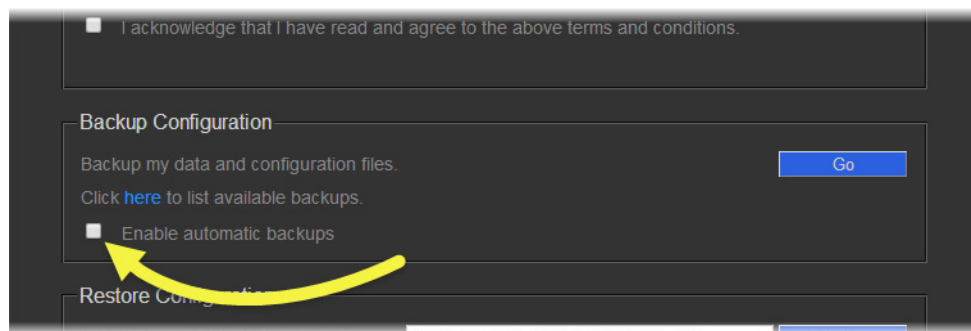 I acknowledge that I have read and agree to the above terms and conditions.
Backup Configuration
Backup my data and configuration files.
Go
Click here to list available backups.
Enable automatic backups
Restore